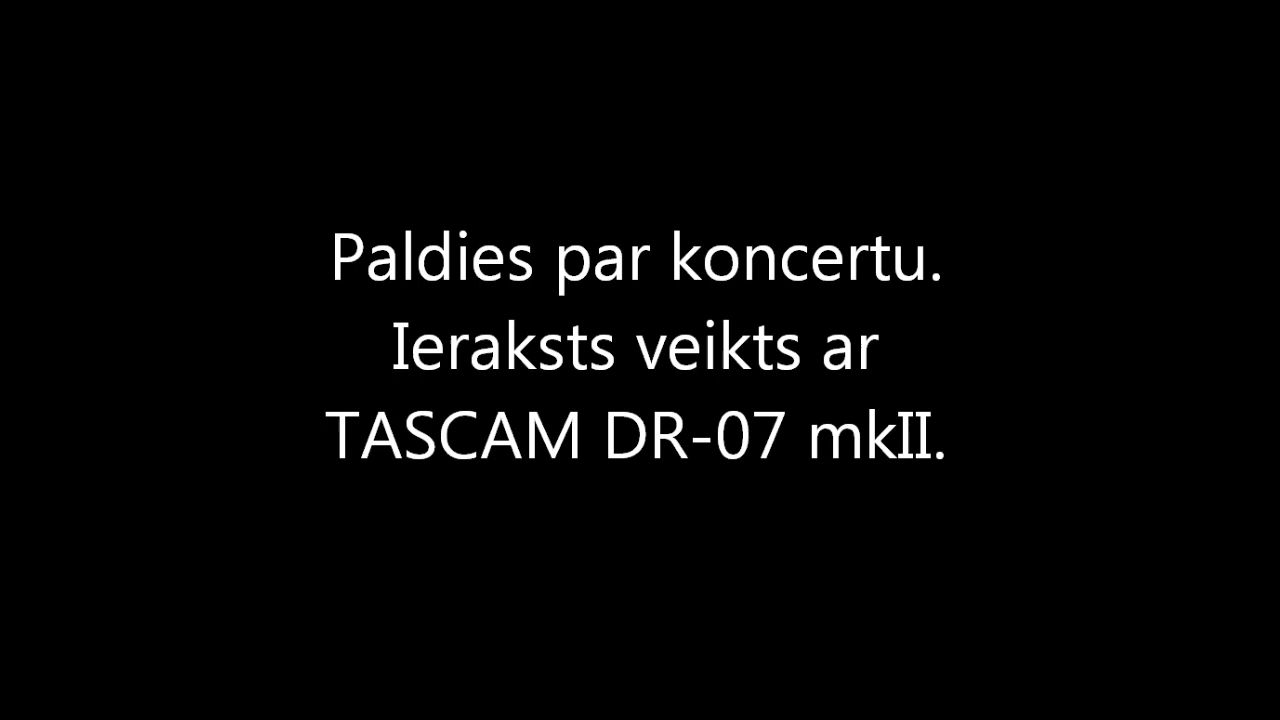 Paldies par koncertu.
Ieraksts veikts ar
TASCAM DR-07 mkII.